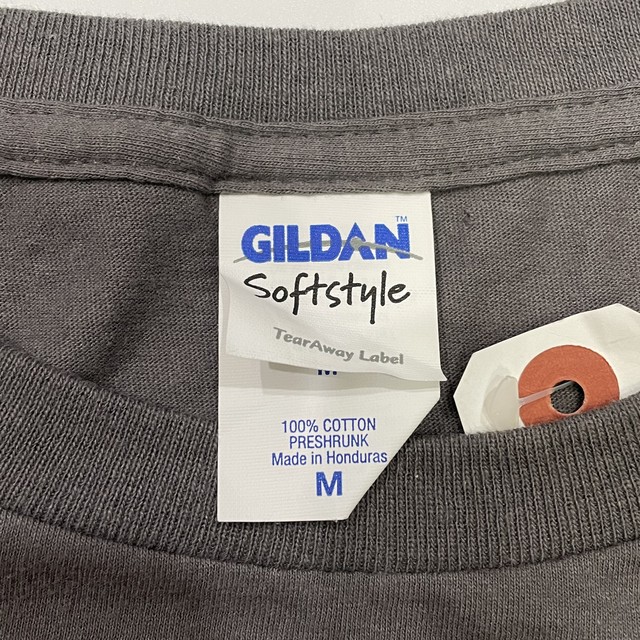 GILDAN™
Softstyle
TearAway Label
M
100% COTTON
PRESHRUNK
Made in Honduras
M